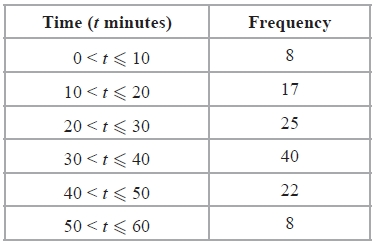 Time (t minutes) Frequency
0 < t ⩽ 10 8
10 < t ⩽ 20 17
20 < t ⩽ 30 25
30 < t ⩽ 40 40
40 < t ⩽ 50 22
50 < t ⩽ 60 8